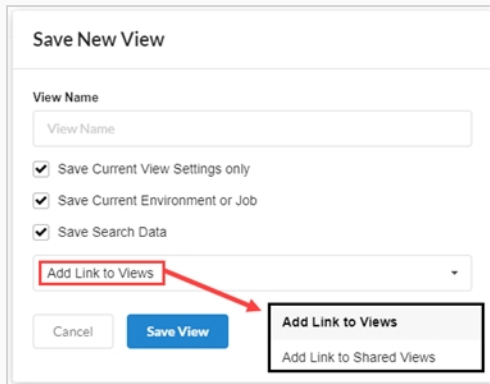 Save New View
View Name
View Name
Save Current View Settings only
Save Current Environment or Job
Save Search Data
Add Link to Views
Cancel
Save View
Add Link to Views
Add Link to Shared Views